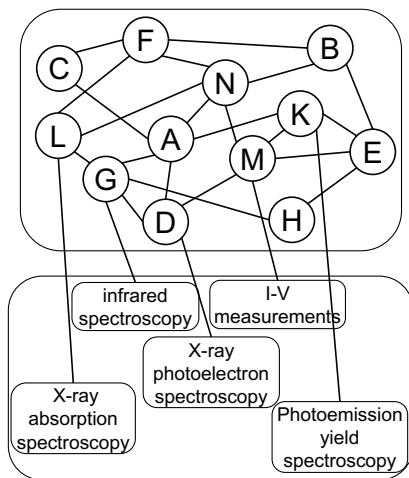 F
B
C
N
K
L
A
M
E
G
D
H
infrared
spectroscopy
I-V
measurements
X-ray
photoelectron
spectroscopy
X-ray
absorption
spectroscopy
Photoemission
yield
spectroscopy